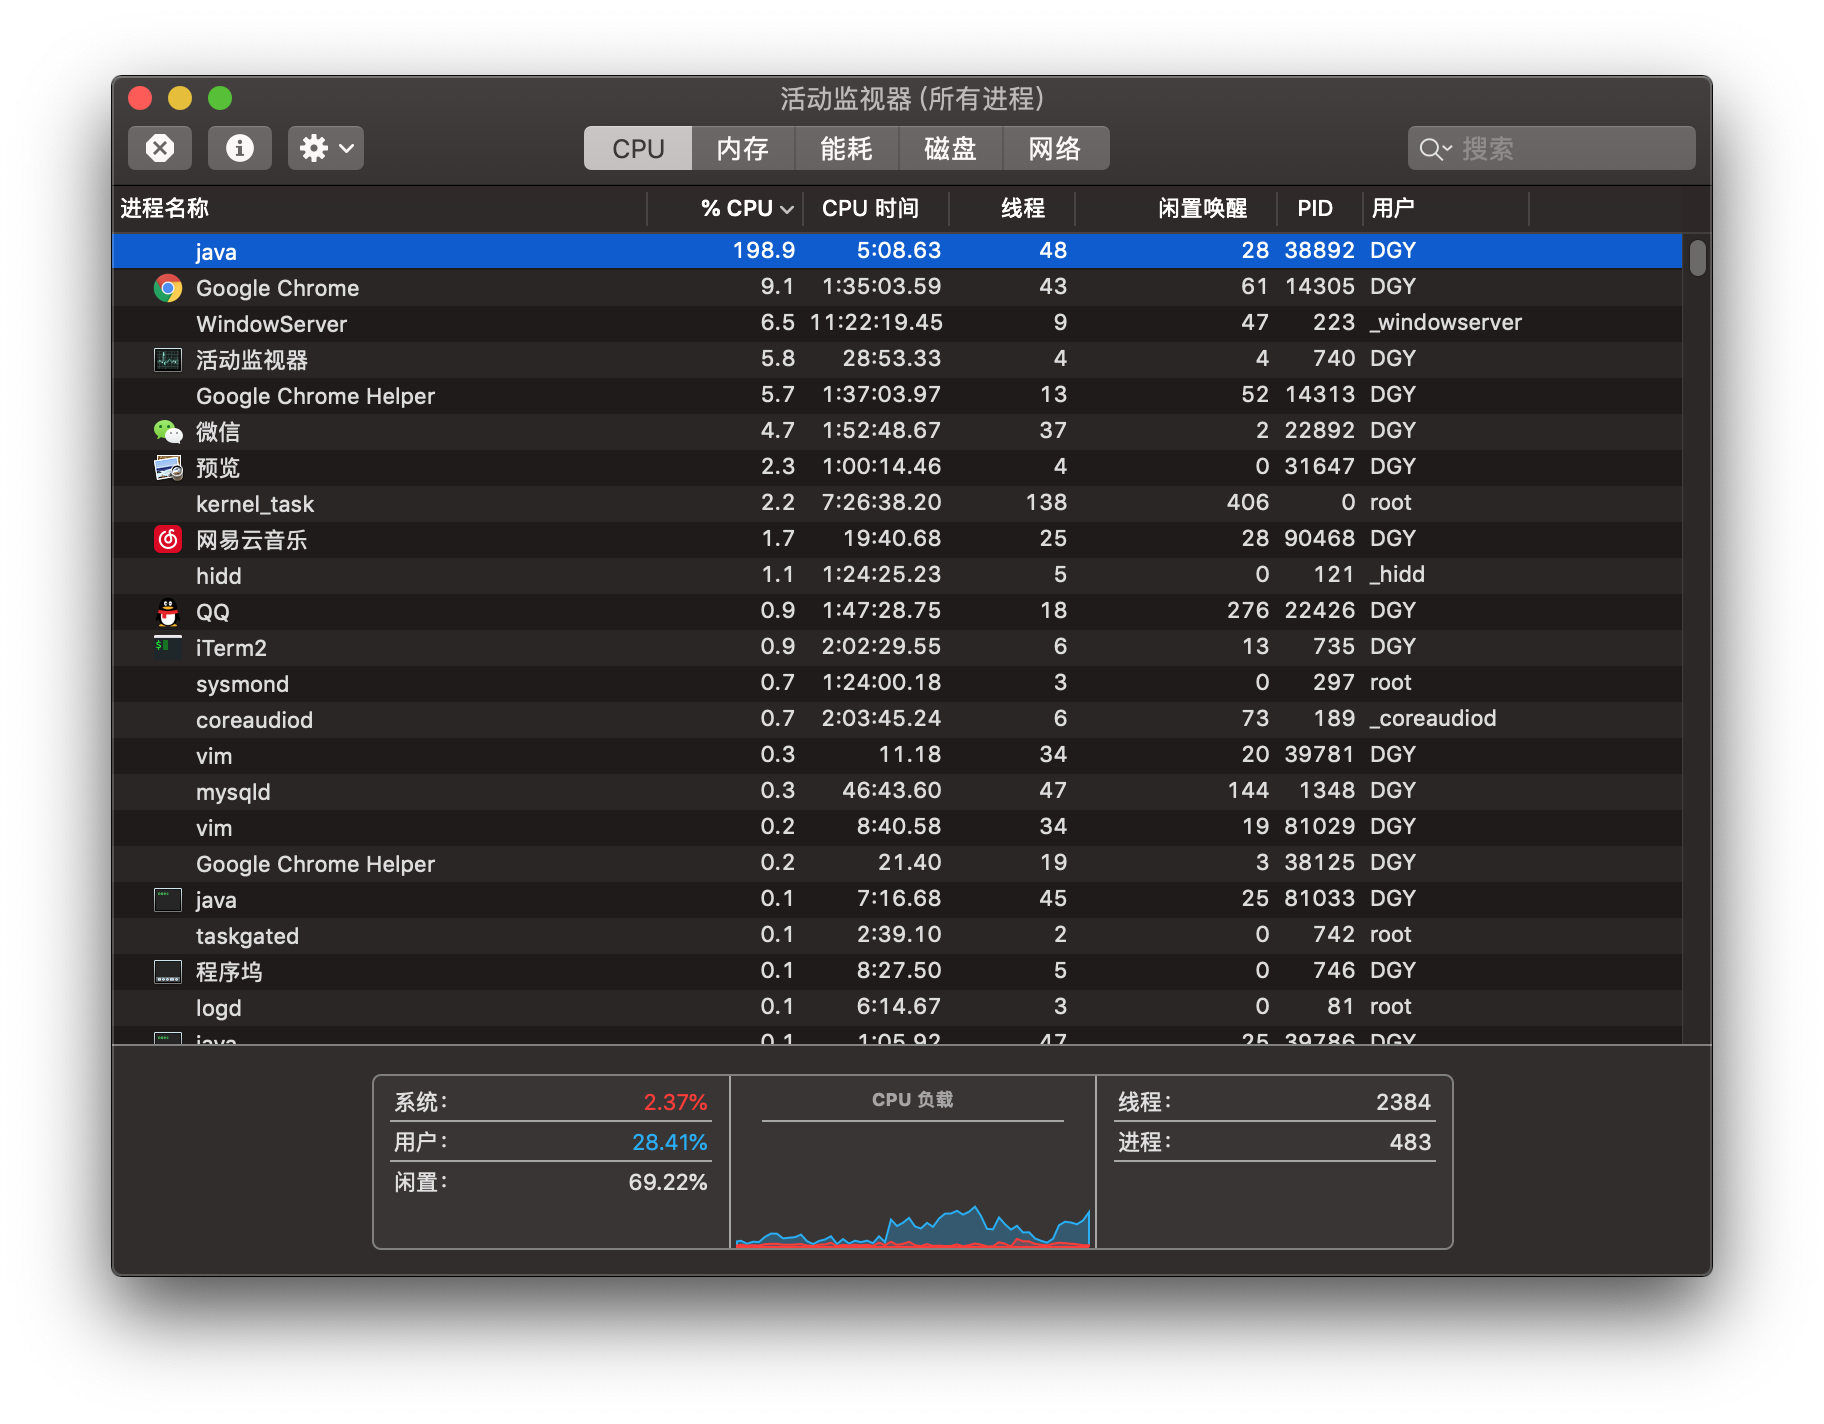 活动监视器 (所有进程)
CPU 内存 能耗 磁盘 网络 搜索
进程名称 % CPU CPU 时间 线程 闲置唤醒 PID 用户
java 198.9 5:08.63 48 28 38892 DGY
Google Chrome 9.1 1:35:03.59 43 61 14305 DGY
WindowServer 6.5 11:22:19.45 9 47 223 _windowserver
活动监视器 5.8 28:53.33 4 4 740 DGY
Google Chrome Helper 5.7 1:37:03.97 13 52 14313 DGY
微信 4.7 1:52:48.67 37 2 22892 DGY
预览 2.3 1:00:14.46 4 0 31647 DGY
kernel_task 2.2 7:26:38.20 138 406 0 root
网易云音乐 1.7 19:40.68 25 28 90468 DGY
hidd 1.1 1:24:25.23 5 0 121 _hidd
QQ 0.9 1:47:28.75 18 276 22426 DGY
iTerm2 0.9 2:02:29.55 6 13 735 DGY
sysmond 0.7 1:24:00.18 3 0 297 root
coreaudiod 0.7 2:03:45.24 6 73 189 _coreaudiod
vim 0.3 11.18 34 20 39781 DGY
mysqld 0.3 46:43.60 47 144 1348 DGY
vim 0.2 8:40.58 34 19 81029 DGY
Google Chrome Helper 0.2 21.40 19 3 38125 DGY
java 0.1 7:16.68 45 25 81033 DGY
taskgated 0.1 2:39.10 2 0 742 root
程序坞 0.1 8:27.50 5 0 746 DGY
logd 0.1 6:14.67 3 0 81 root
java 0.1 1:05.92 47 25 39786 DGY
系统: 2.37% CPU 负载 线程: 2384
用户: 28.41% 进程: 483
闲置: 69.22%